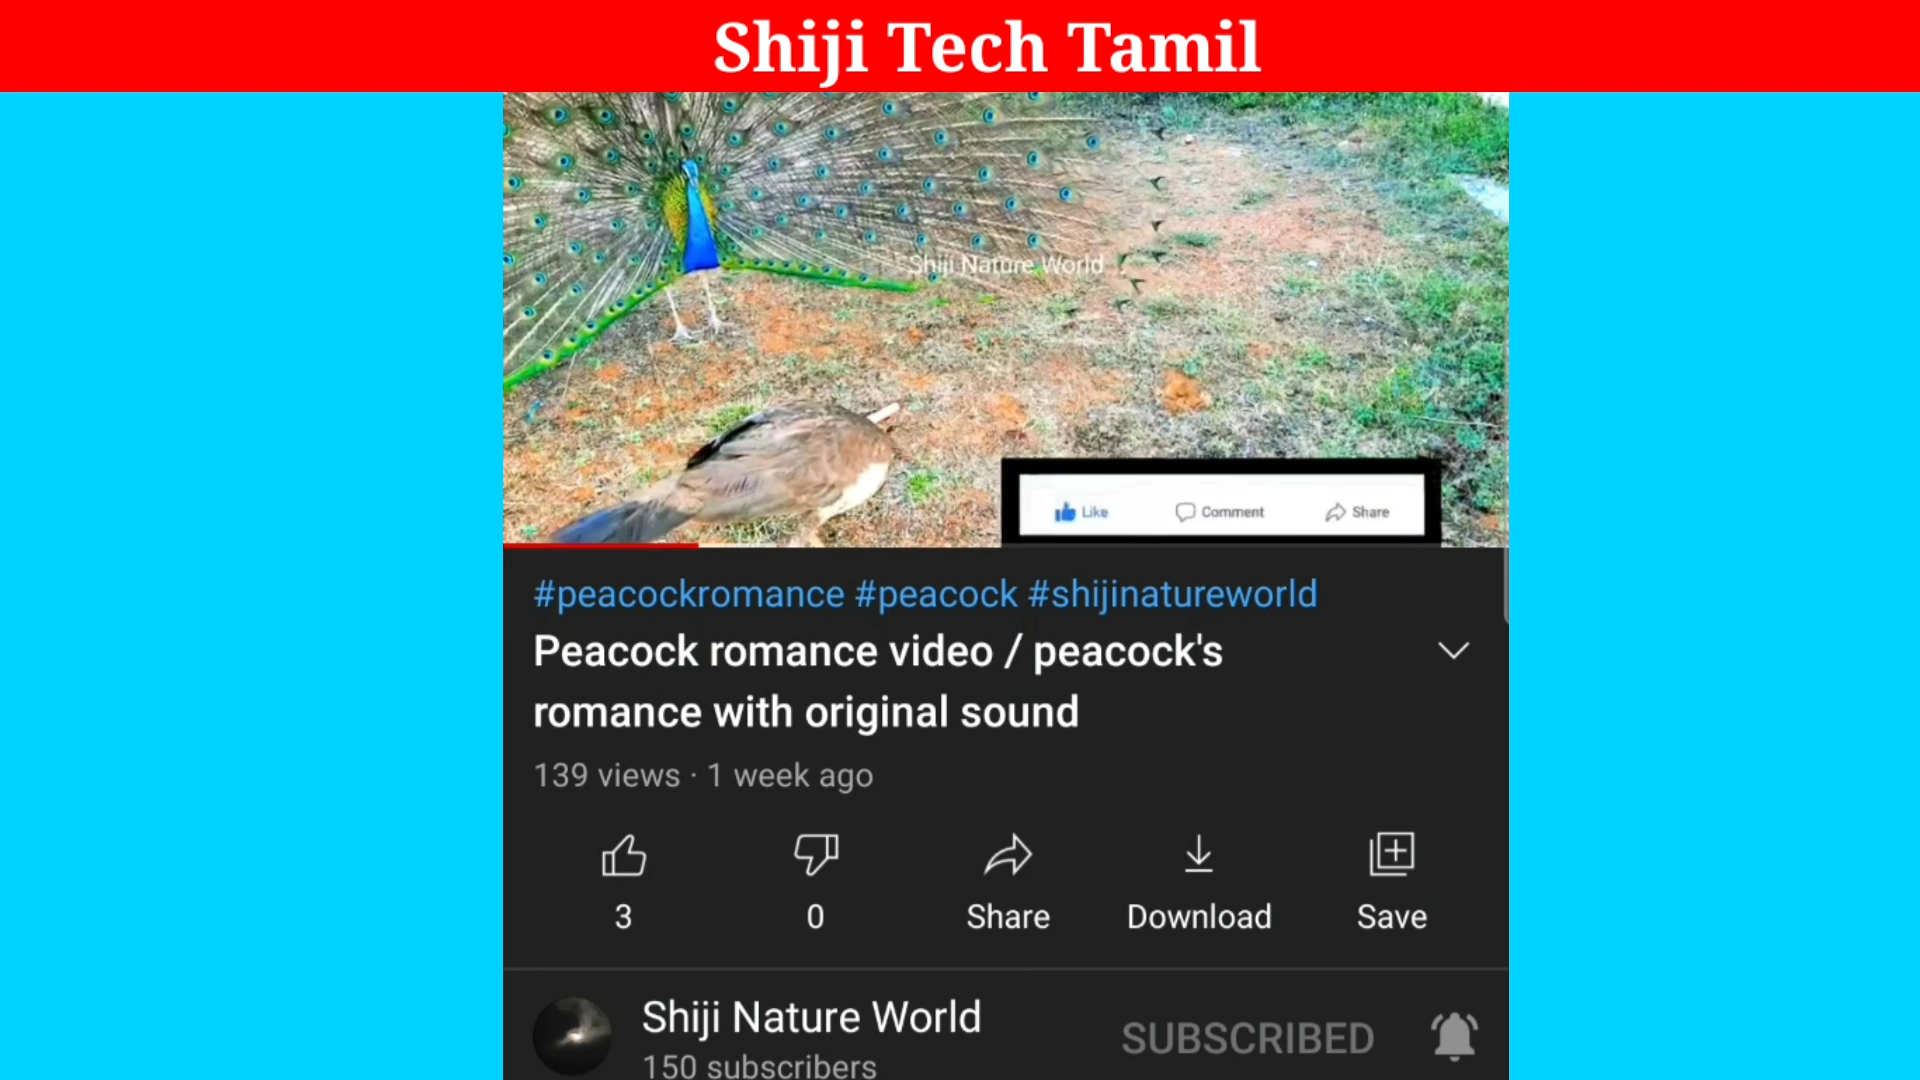 Shiji Tech Tamil
Shiji Nature World
Like Comment Share
#peacockromance #peacock #shijinatureworld
Peacock romance video / peacock's
romance with original sound
139 views · 1 week ago
3 0 Share Download Save
Shiji Nature World
SUBSCRIBED
150 subscribers